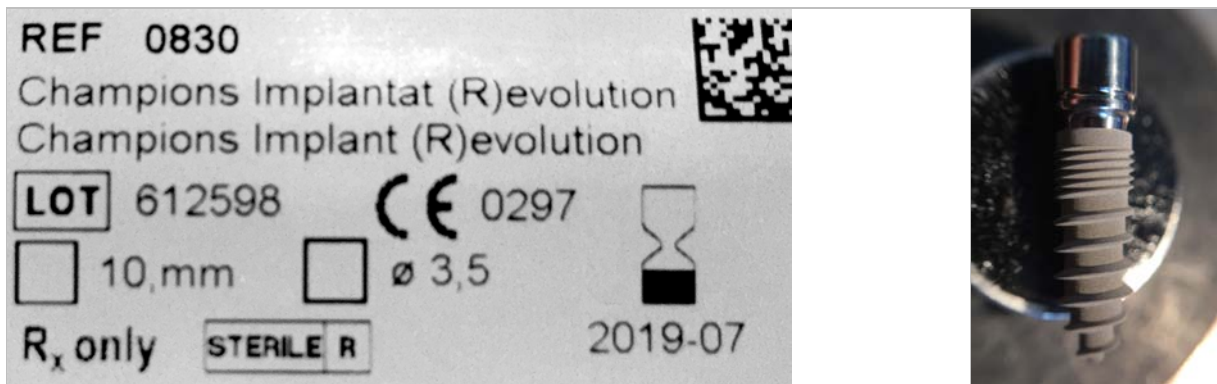 REF 0830
Champions Implantat (R)evolution
Champions Implant (R)evolution
LOT 612598 CE 0297
10,mm ø 3,5
Rx only STERILE R 2019-07